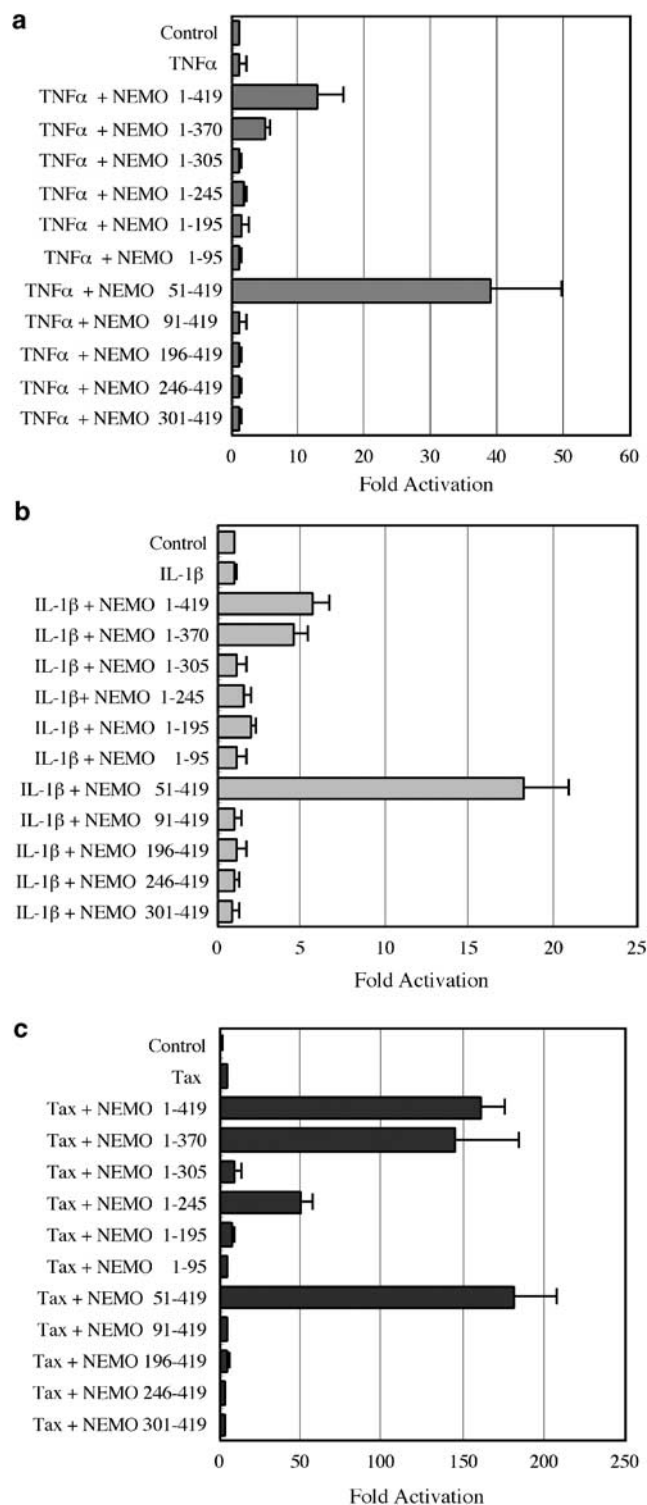 a
Control
TNFα
TNFα + NEMO 1-419
TNFα + NEMO 1-370
TNFα + NEMO 1-305
TNFα + NEMO 1-245
TNFα + NEMO 1-195
TNFα + NEMO 1-95
TNFα + NEMO 51-419
TNFα + NEMO 91-419
TNFα + NEMO 196-419
TNFα + NEMO 246-419
TNFα + NEMO 301-419
0 10 20 30 40 50 60
Fold Activation
b
Control
IL-1β
IL-1β + NEMO 1-419
IL-1β + NEMO 1-370
IL-1β + NEMO 1-305
IL-1β+ NEMO 1-245
IL-1β + NEMO 1-195
IL-1β + NEMO 1-95
IL-1β + NEMO 51-419
IL-1β + NEMO 91-419
IL-1β + NEMO 196-419
IL-1β + NEMO 246-419
IL-1β + NEMO 301-419
0 5 10 15 20 25
Fold Activation
c
Control
Tax
Tax + NEMO 1-419
Tax + NEMO 1-370
Tax + NEMO 1-305
Tax + NEMO 1-245
Tax + NEMO 1-195
Tax + NEMO 1-95
Tax + NEMO 51-419
Tax + NEMO 91-419
Tax + NEMO 196-419
Tax + NEMO 246-419
Tax + NEMO 301-419
0 50 100 150 200 250
Fold Activation